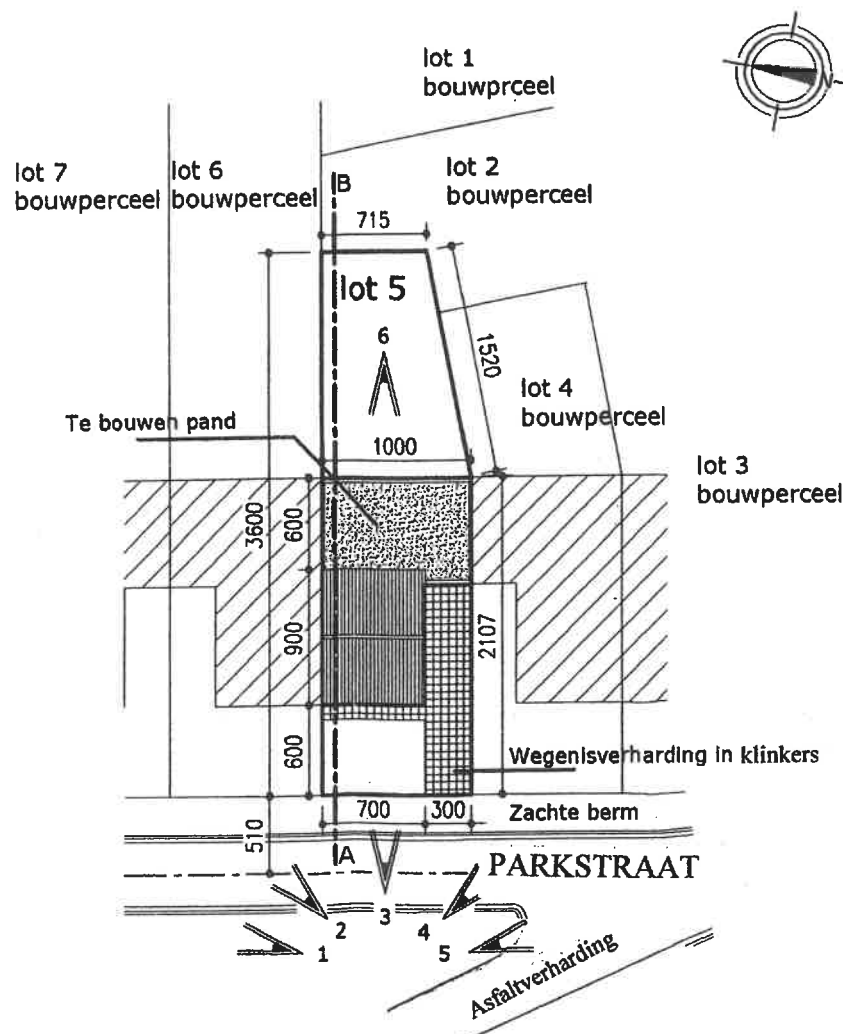 lot 1
bouwprceel
N
lot 7
bouwperceel
lot 6
bouwperceel
lot 2
bouwperceel
B
715
lot 5
6
1520
lot 4
bouwperceel
Te bouwen pand
1000
lot 3
bouwperceel
3600
600
900
2107
600
Wegenisverharding in klinkers
700
300
Zachte berm
510
A
PARKSTRAAT
3
2
4
1
5
Asfaltverharding